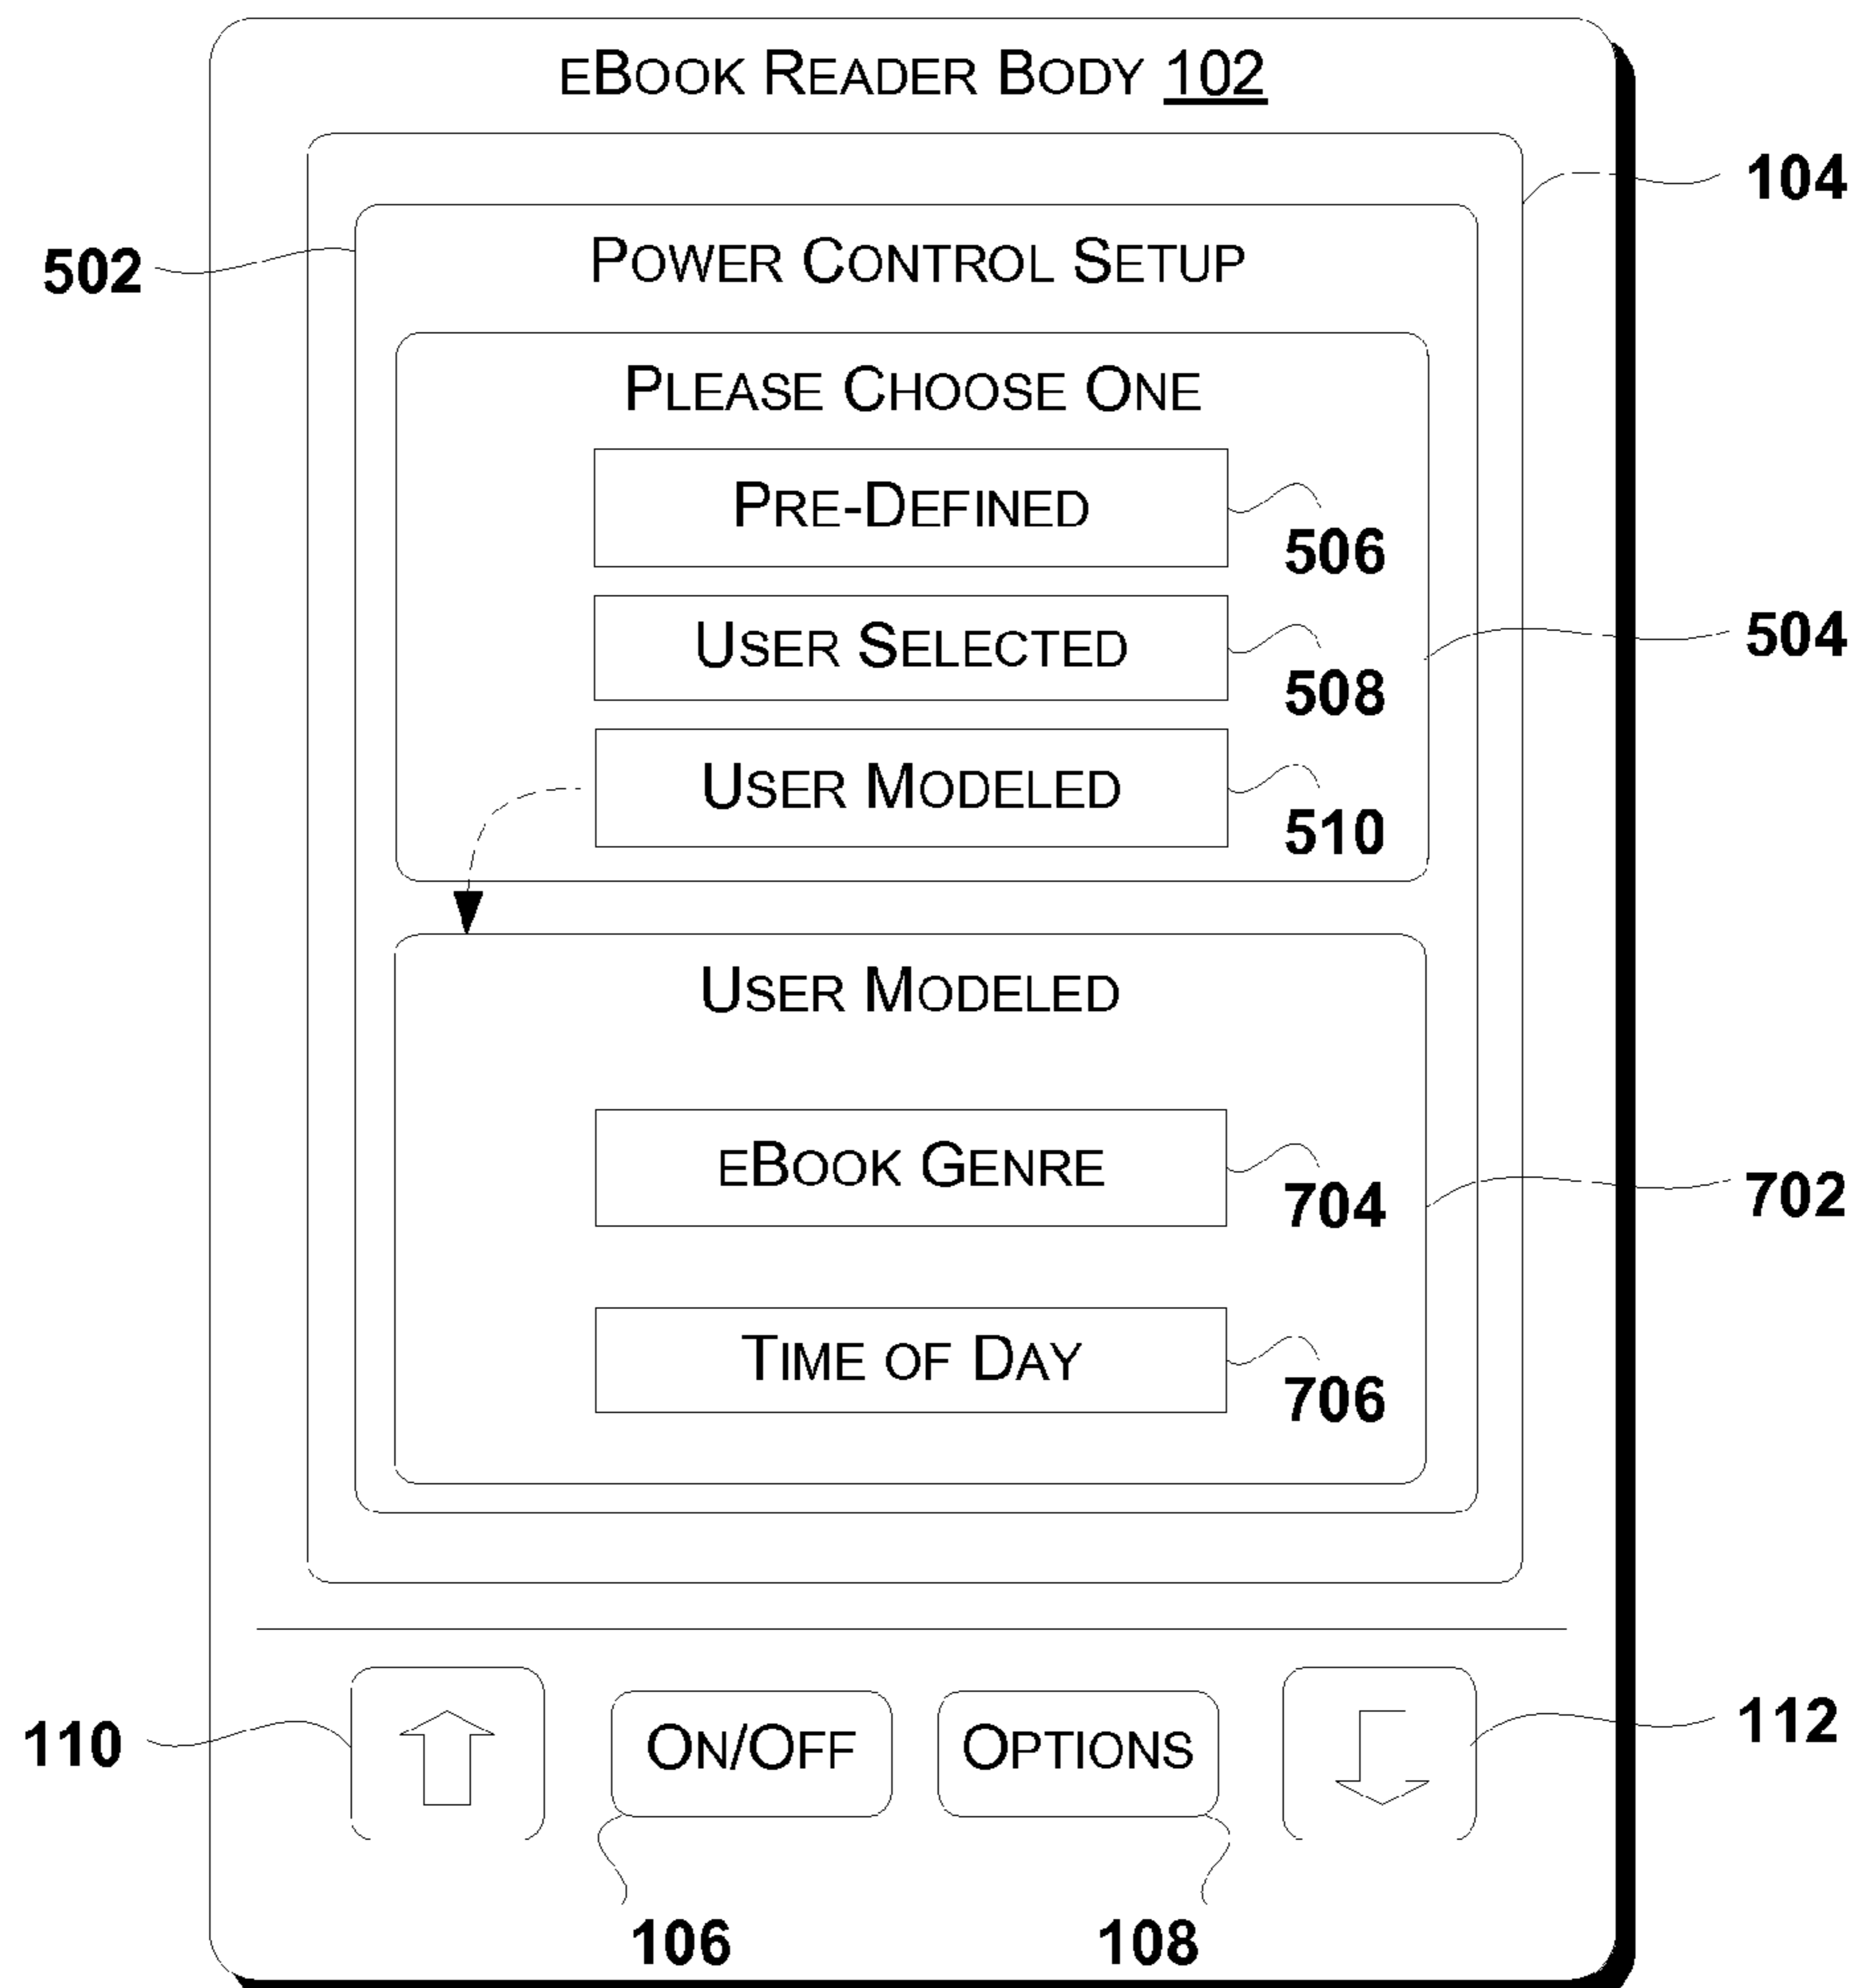 eBook Reader Body 102
104
502
Power Control Setup
Please Choose One
Pre-Defined
506
User Selected
508
504
User Modeled
510
User Modeled
eBook Genre
704
702
Time of Day
706
110
On/Off
Options
112
106
108